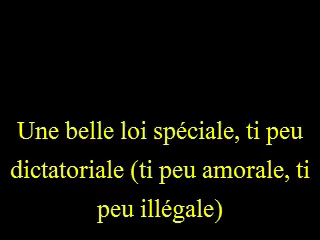 Une belle loi spéciale, ti peu
dictatoriale (ti peu amorale, ti
peu illégale)